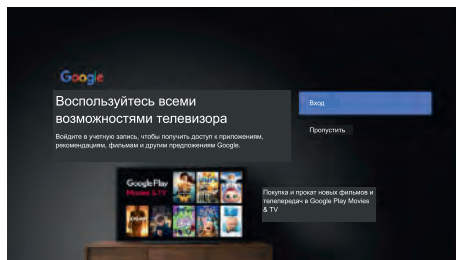 Google
Воспользуйтесь всеми
возможностями телевизора
Войдите в учетную запись, чтобы получить доступ к приложениям,
рекомендациям, фильмам и другим предложениям Google.
Вход
Пропустить
Google Play
Movies & TV
LOGAN
Покупка и прокат новых фильмов и
телепередач в Google Play Movies
& TV